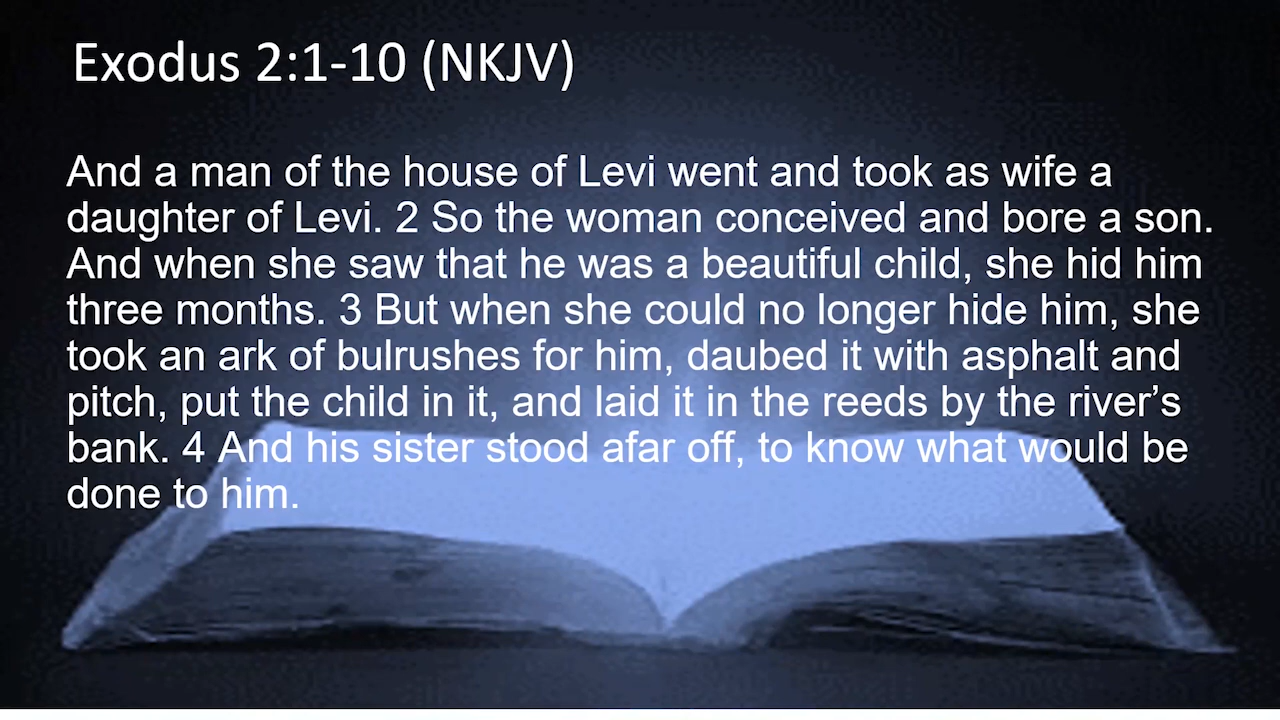 Exodus 2:1-10 (NKJV)
And a man of the house of Levi went and took as wife a
daughter of Levi. 2 So the woman conceived and bore a son.
And when she saw that he was a beautiful child, she hid him
three months. 3 But when she could no longer hide him, she
took an ark of bulrushes for him, daubed it with asphalt and
pitch, put the child in it, and laid it in the reeds by the river’s
bank. 4 And his sister stood afar off, to know what would be
done to him.